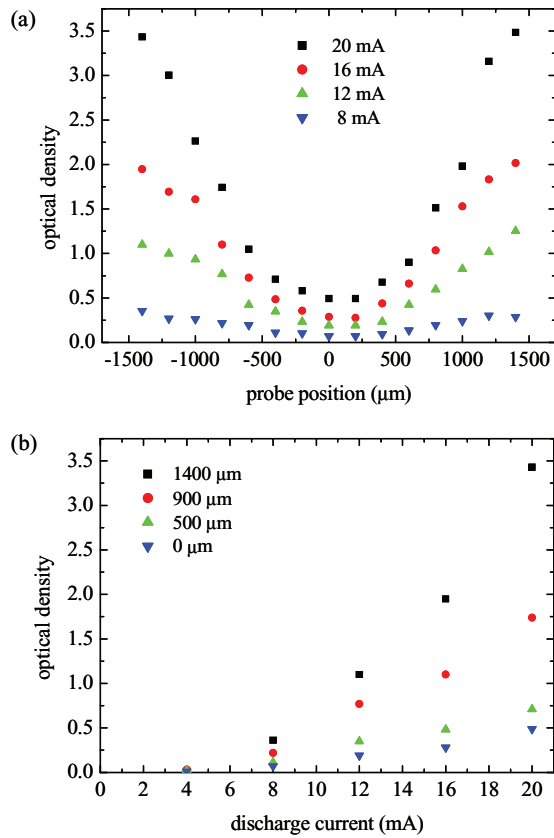 (a)
3.5
3.0
2.5
2.0
1.5
1.0
0.5
0.0
optical density
20 mA
16 mA
12 mA
8 mA
-1500 -1000 -500 0 500 1000 1500
probe position (µm)
(b)
3.5
3.0
2.5
2.0
1.5
1.0
0.5
0.0
optical density
1400 µm
900 µm
500 µm
0 µm
0 2 4 6 8 10 12 14 16 18 20
discharge current (mA)